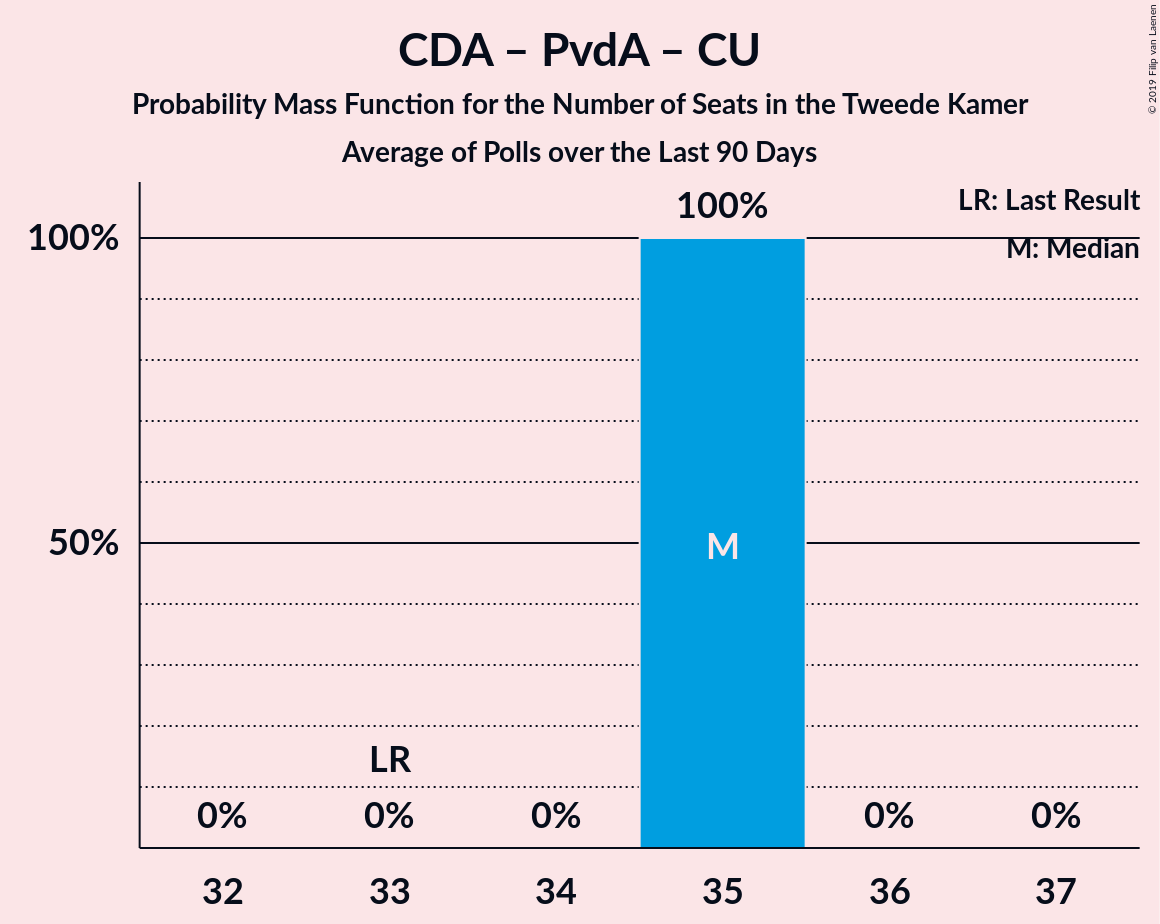 CDA – PvdA – CU
Probability Mass Function for the Number of Seats in the Tweede Kamer
Average of Polls over the Last 90 Days
© 2019 Filip van Laenen
LR: Last Result
M: Median
100%
100%
50%
M
LR
0%
0%
0%
0%
0%
32
33
34
35
36
37